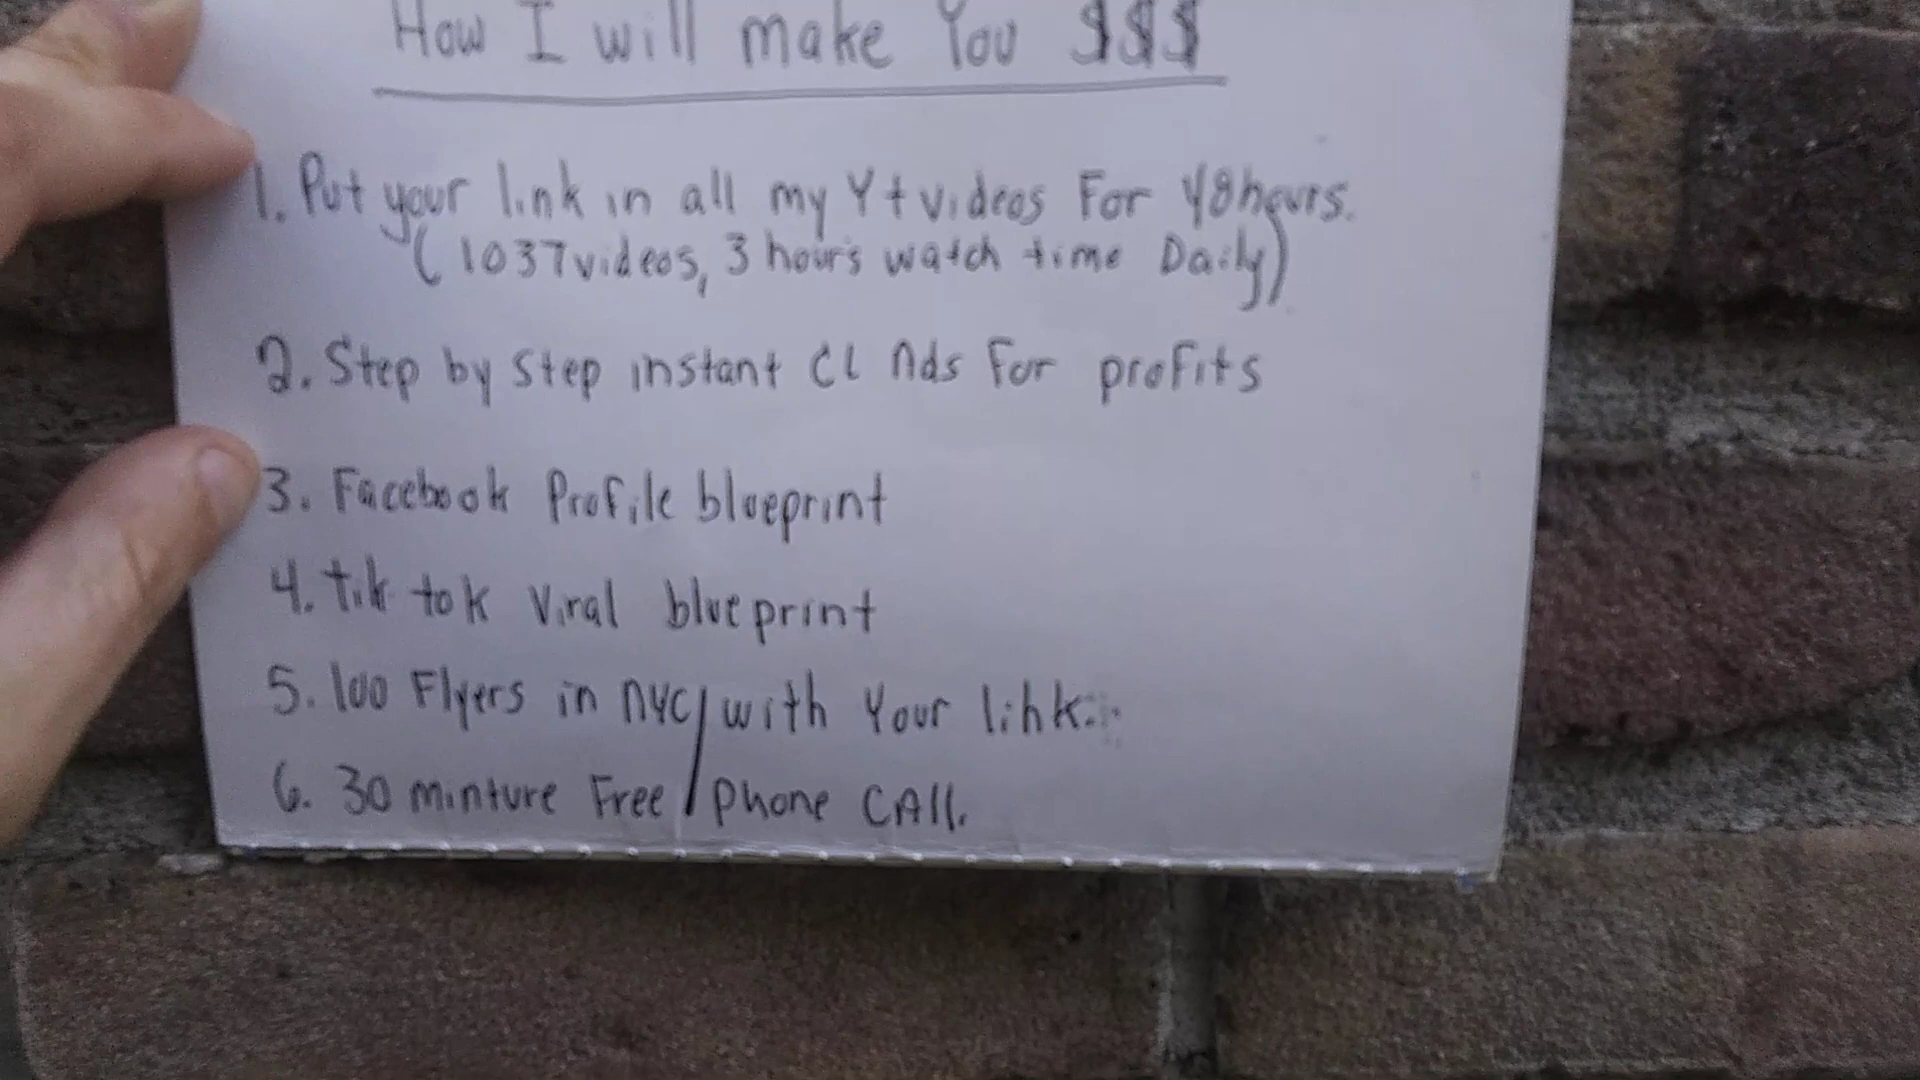 How I will make You $$$
1. Put your link in all my Yt videos For 48hours.
(1037videos, 3 hours watch time Daily)
2. Step by Step instant CL Ads For profits
3. Facebook Profile blueprint
4. Tik tok Viral blueprint
5. 100 Flyers in NYC/with Your link.
6. 30 minture Free/phone CAll.